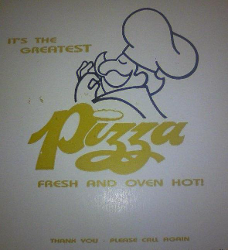 IT'S THE
GREATEST
Pizza
FRESH AND OVEN HOT!
THANK YOU PLEASE CALL AGAIN